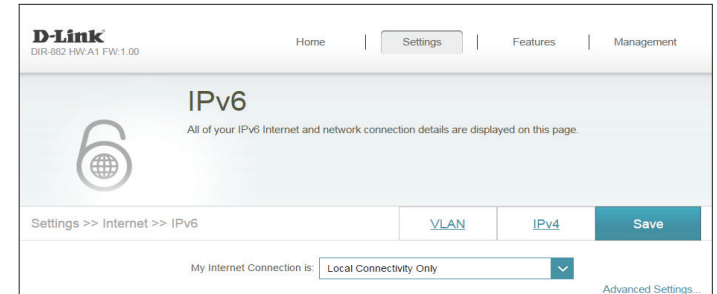 D-Link
DIR-882 HW:A1 FW:1.00
Home | Settings | Features | Management
IPv6
All of your IPv6 Internet and network connection details are displayed on this page.
Settings >> Internet >> IPv6
VLAN
IPv4
Save
My Internet Connection is: Local Connectivity Only
Advanced Settings...